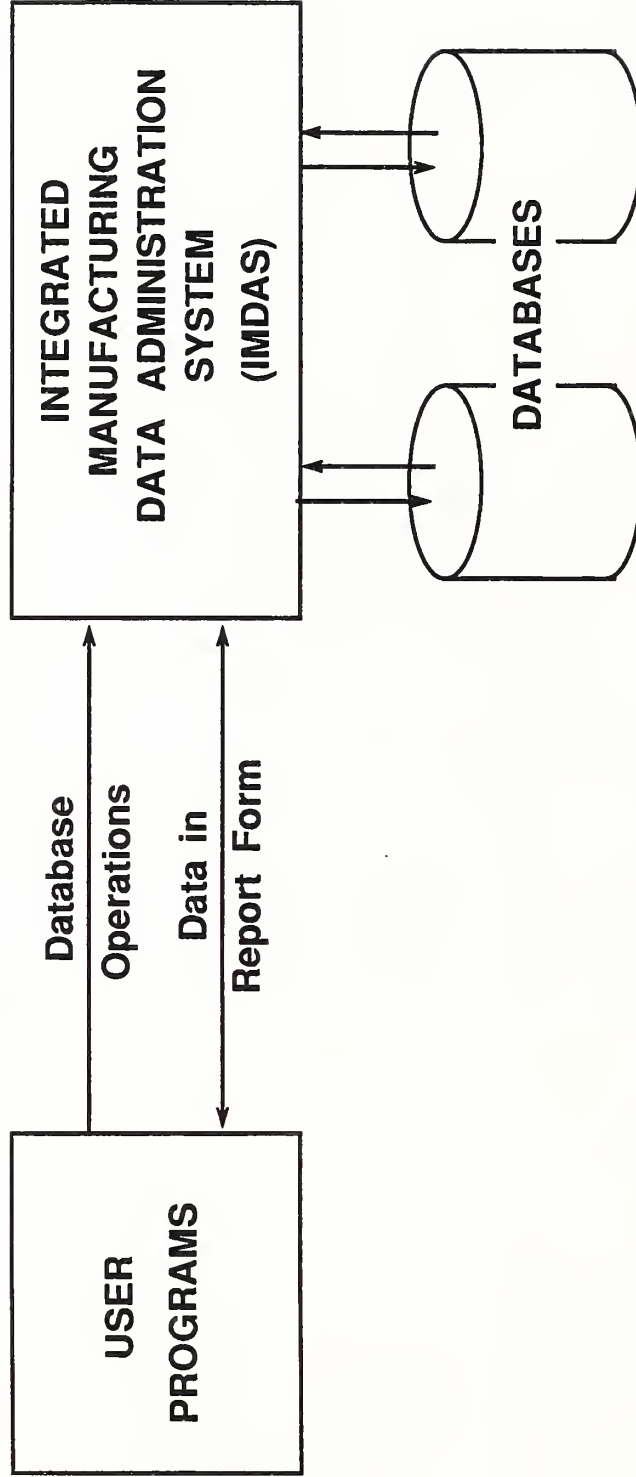 USER
PROGRAMS
Database
Operations
Data in
Report Form
INTEGRATED
MANUFACTURING
DATA ADMINISTRATION
SYSTEM
(IMDAS)
DATABASES